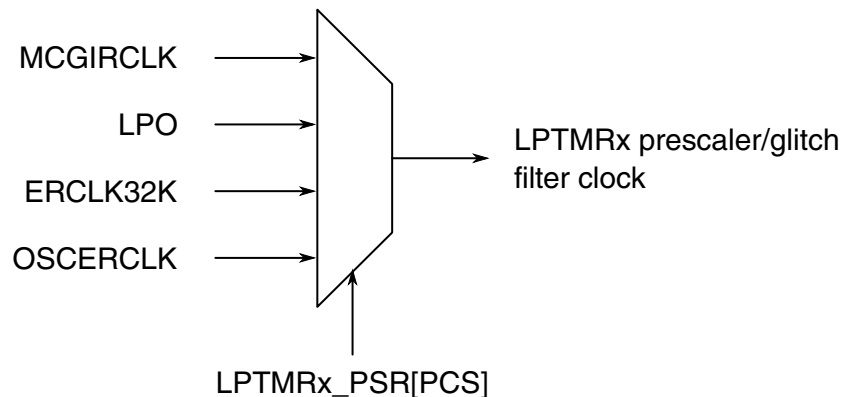 MCGIRCLK
LPO
ERCLK32K
OSCERCLK
LPTMRx prescaler/glitch
filter clock
LPTMRx_PSR[PCS]